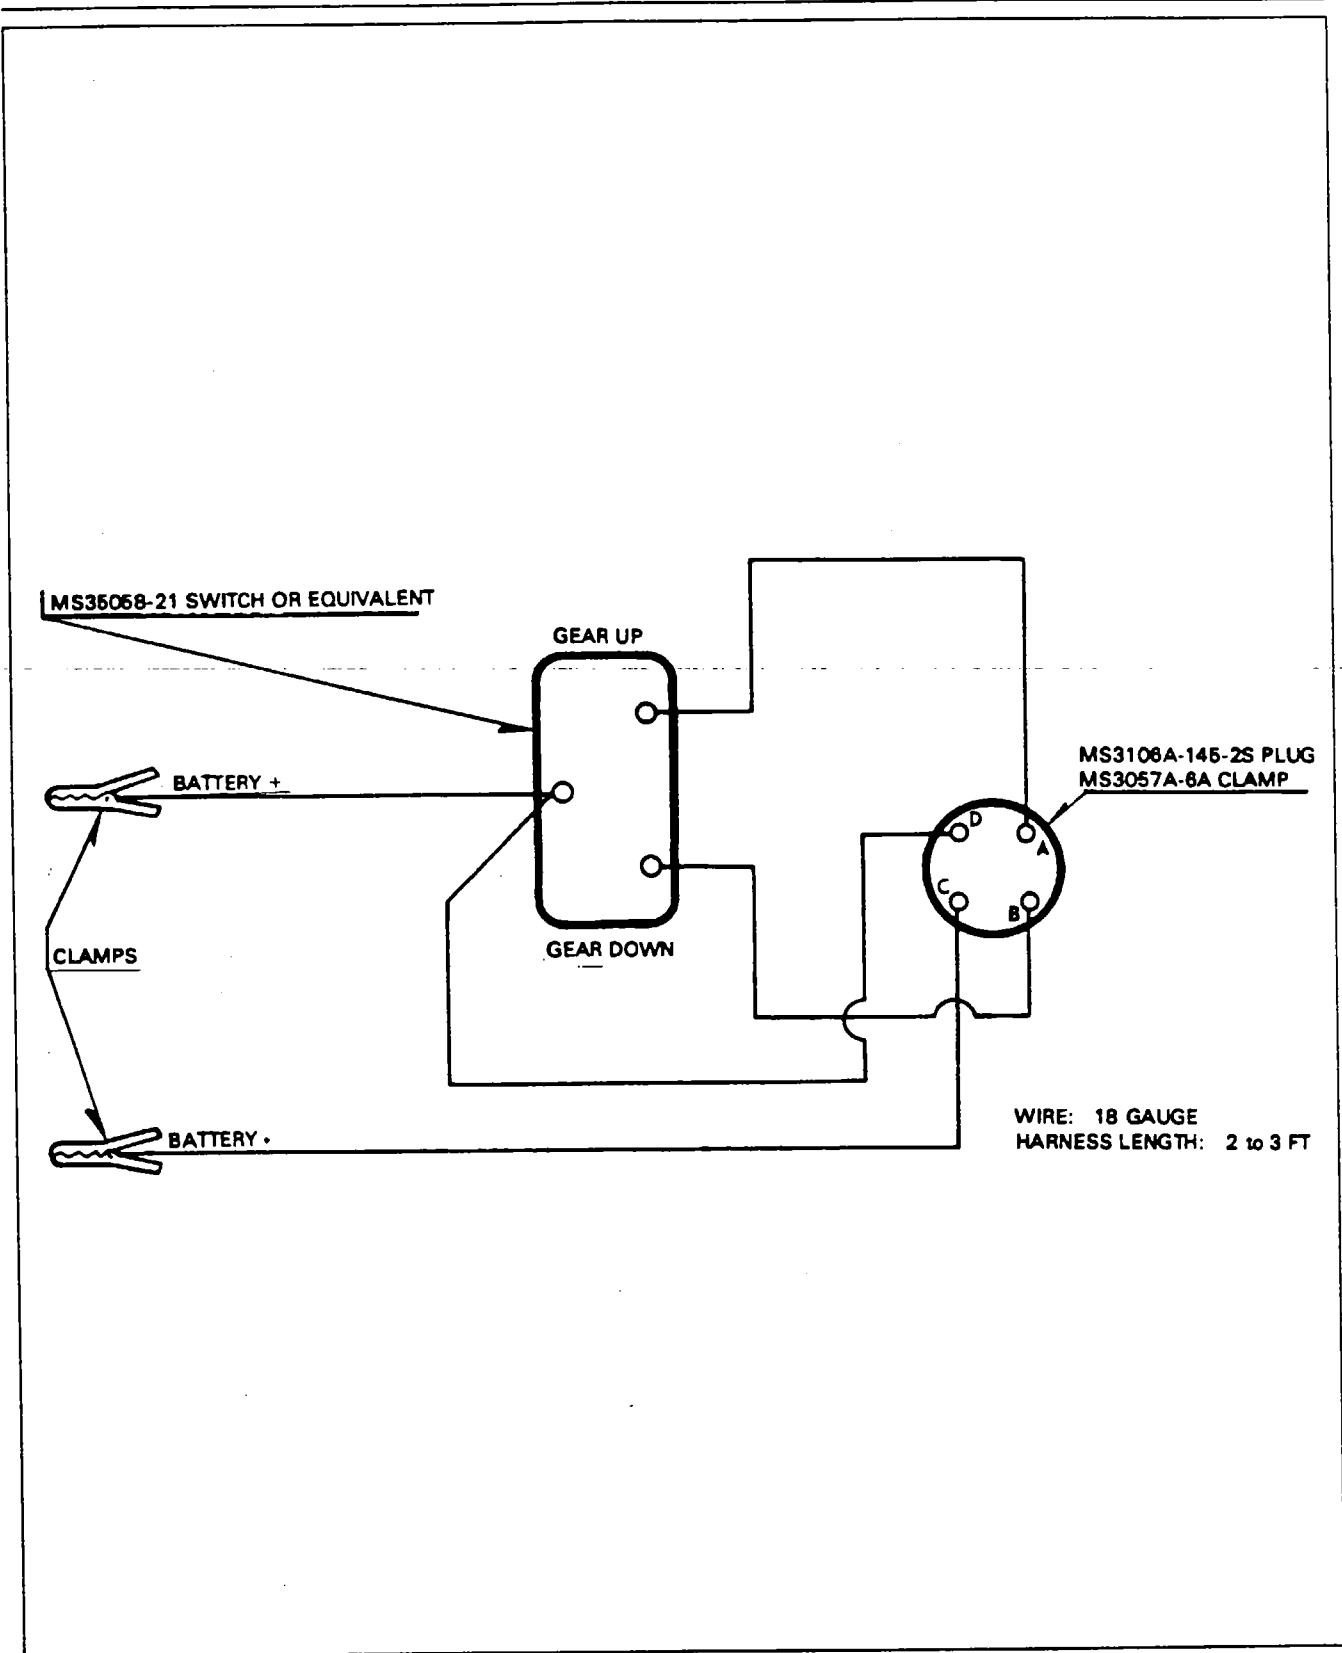 MS35058-21 SWITCH OR EQUIVALENT
GEAR UP
MS3106A-145-2S PLUG
MS3057A-6A CLAMP
BATTERY +
D
A
C
B
CLAMPS
GEAR DOWN
BATTERY -
WIRE: 18 GAUGE
HARNESS LENGTH: 2 to 3 FT